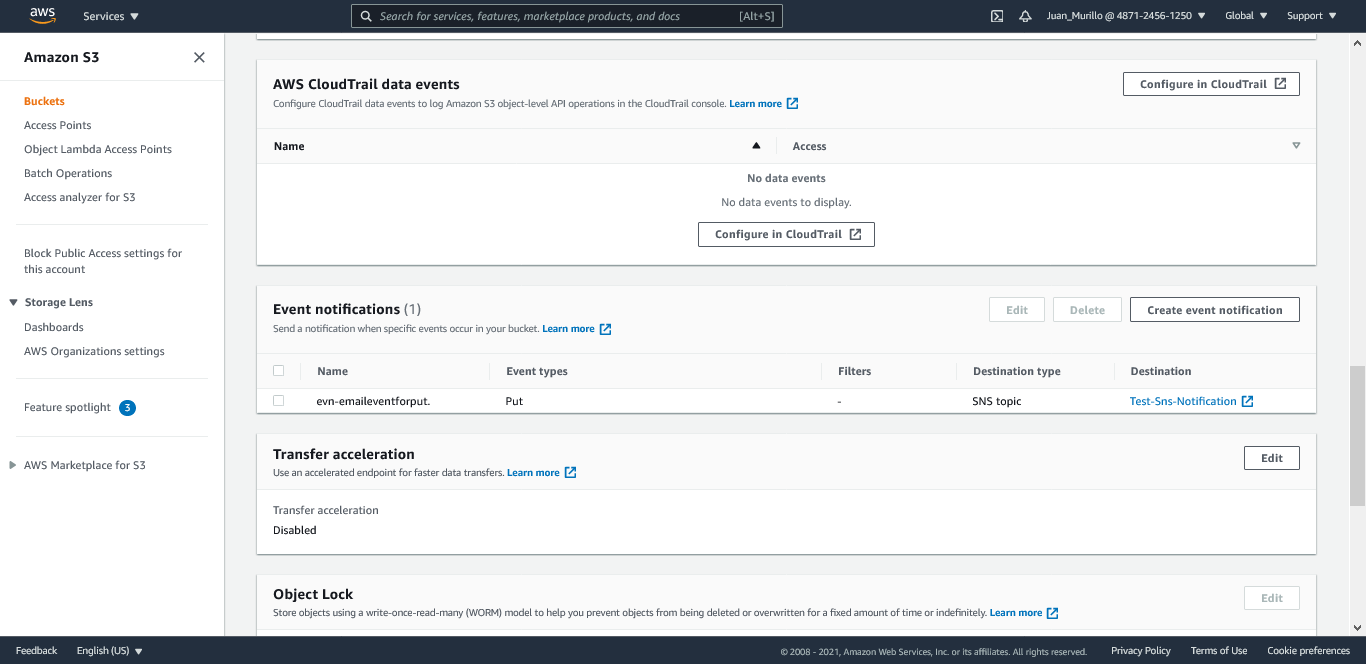 aws
Services
Search for services, features, marketplace products, and docs [Alt+S]
Juan_Murillo @ 4871-2456-1250
Global
Support
Amazon S3
Buckets
Access Points
Object Lambda Access Points
Batch Operations
Access analyzer for S3
Block Public Access settings for
this account
Storage Lens
Dashboards
AWS Organizations settings
Feature spotlight 3
AWS Marketplace for S3
AWS CloudTrail data events
Configure CloudTrail data events to log Amazon S3 object-level API operations in the CloudTrail console. Learn more
Configure in CloudTrail
Name Access
No data events
No data events to display.
Configure in CloudTrail
Event notifications (1)
Send a notification when specific events occur in your bucket. Learn more
Edit Delete Create event notification
Name Event types Filters Destination type Destination
evn-emaileventforput. Put - SNS topic Test-Sns-Notification
Transfer acceleration
Use an accelerated endpoint for faster data transfers. Learn more
Edit
Transfer acceleration
Disabled
Object Lock
Store objects using a write-once-read-many (WORM) model to help you prevent objects from being deleted or overwritten for a fixed amount of time or indefinitely. Learn more
Edit
Feedback English (US) © 2008 - 2021, Amazon Web Services, Inc. or its affiliates. All rights reserved. Privacy Policy Terms of Use Cookie preferences